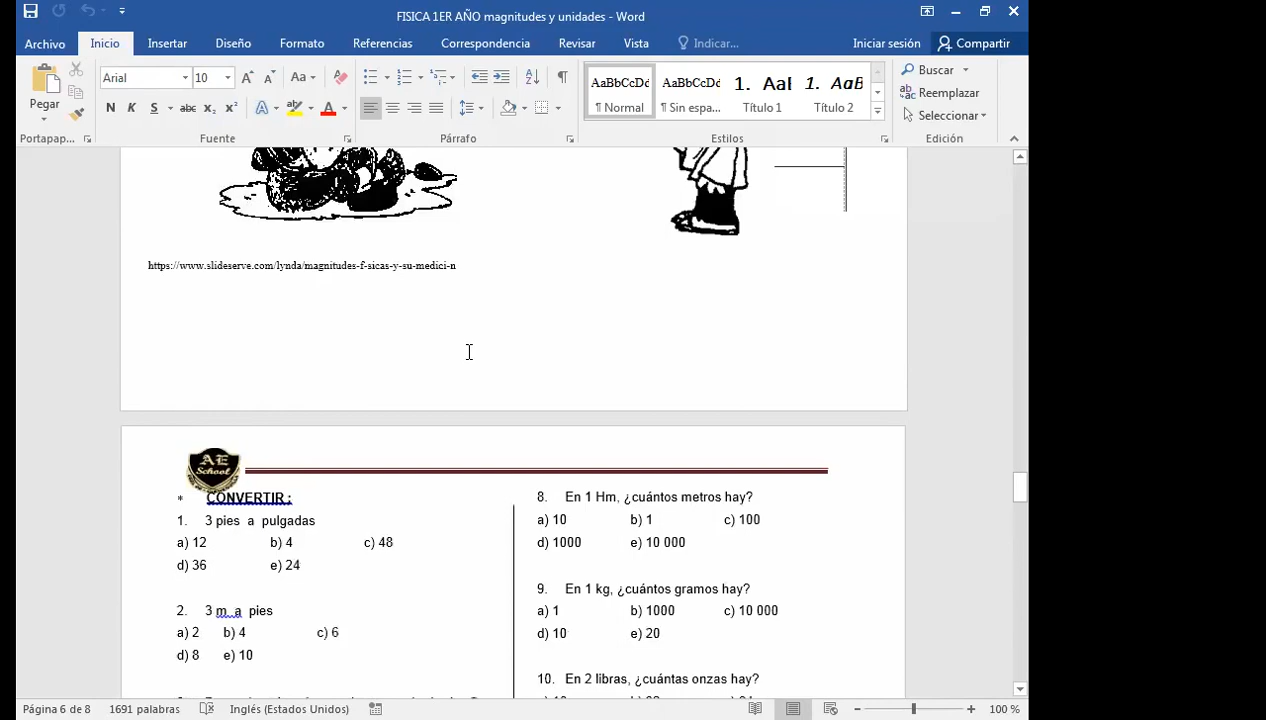 FISICA 1ER AÑO magnitudes y unidades - Word
Archivo Inicio Insertar Diseño Formato Referencias Correspondencia Revisar Vista Indicar... Iniciar sesión Compartir
Arial 10 Aa AaBbCcDd AaBbCcDd 1. AaI 1. AaB Buscar
Pegar N K S abc x₂ x² A A ¶ Normal ¶ Sin espa... Título 1 Título 2 Reemplazar
Seleccionar
Portapap... Fuente Párrafo Estilos Edición
https://www.slideserve.com/lynda/magnitudes-f-sicas-y-su-medici-n
AE
School
* CONVERTIR :
1. 3 pies a pulgadas
a) 12 b) 4 c) 48
d) 36 e) 24
2. 3 m a pies
a) 2 b) 4 c) 6
d) 8 e) 10
8. En 1 Hm, ¿cuántos metros hay?
a) 10 b) 1 c) 100
d) 1000 e) 10 000
9. En 1 kg, ¿cuántos gramos hay?
a) 1 b) 1000 c) 10 000
d) 10 e) 20
10. En 2 libras, ¿cuántas onzas hay?
Página 6 de 8 1691 palabras Inglés (Estados Unidos) 100 %